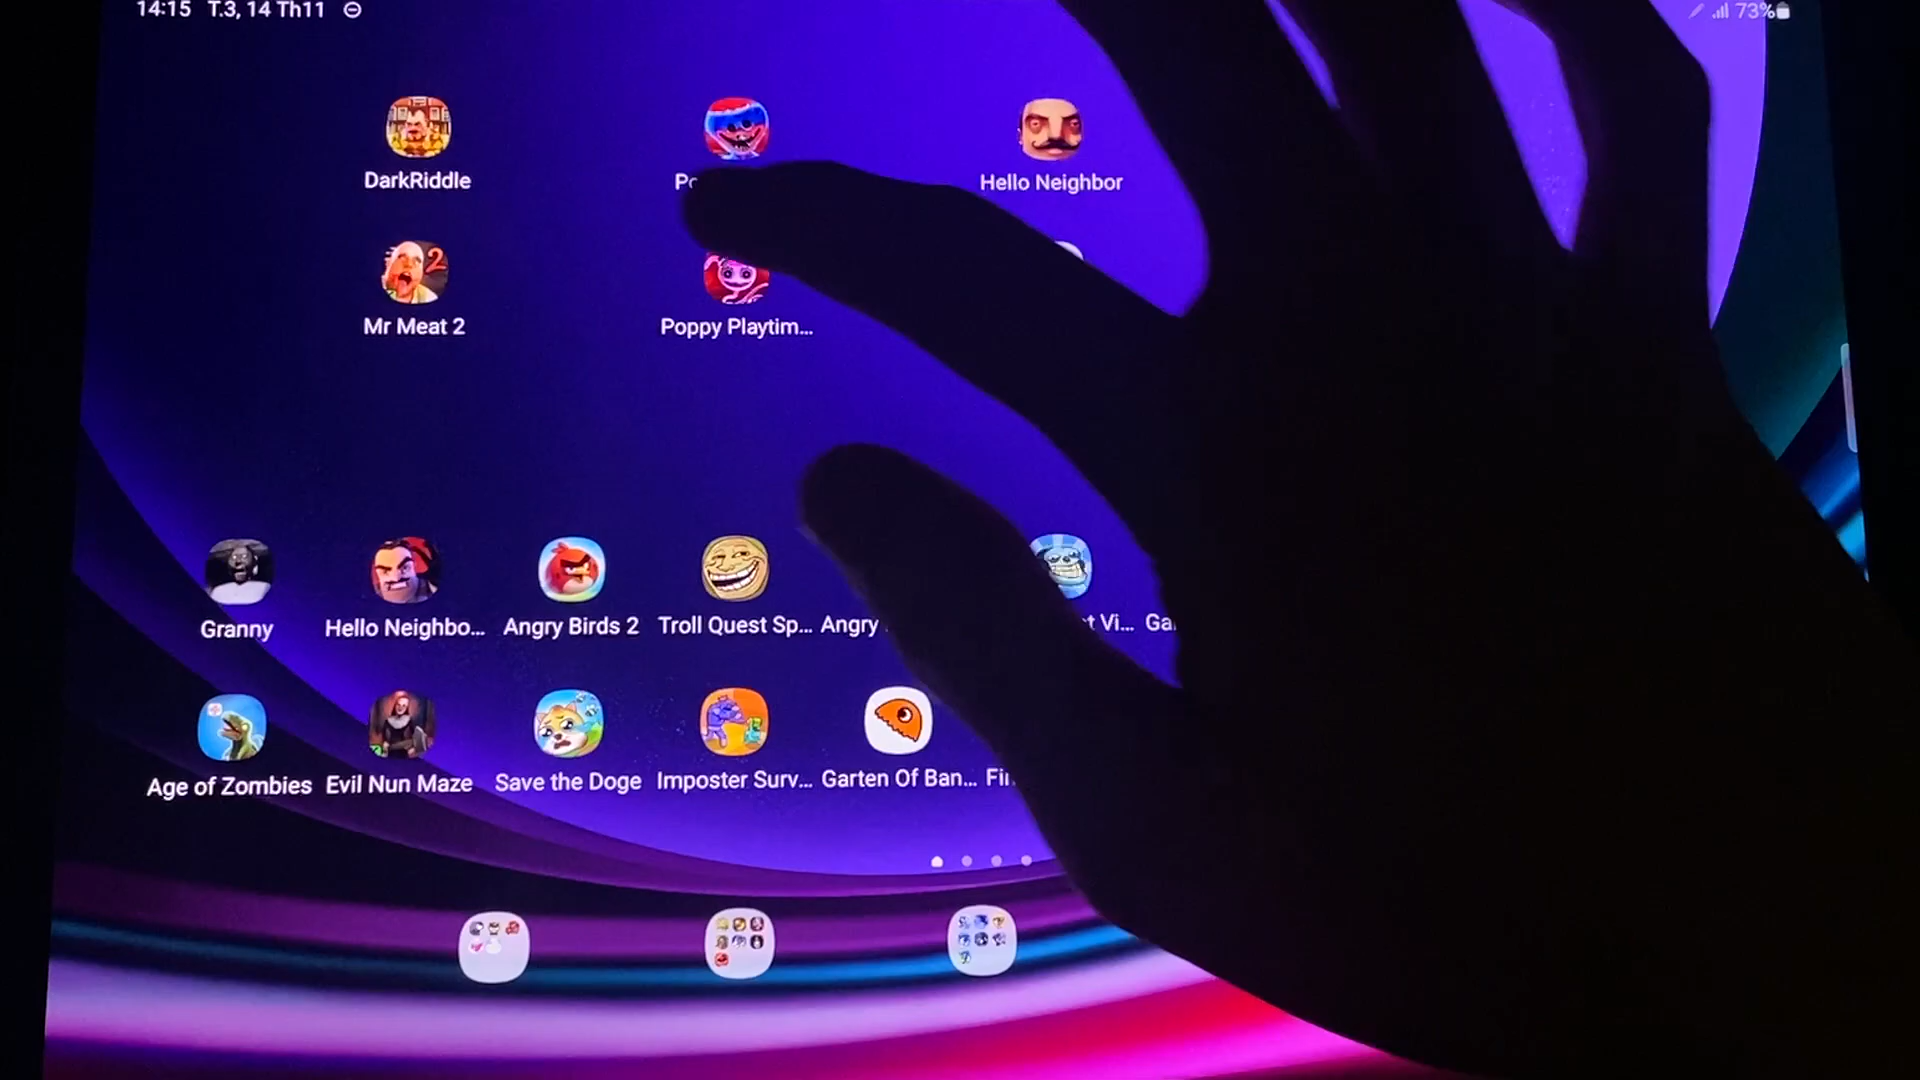 14:15 T.3, 14 Th11 73%
DarkRiddle Hello Neighbor
Mr Meat 2 Poppy Playtim...
Granny Hello Neighbo... Angry Birds 2 Troll Quest Sp... Angry Vi...
Age of Zombies Evil Nun Maze Save the Doge Imposter Surv... Garten Of Ban...